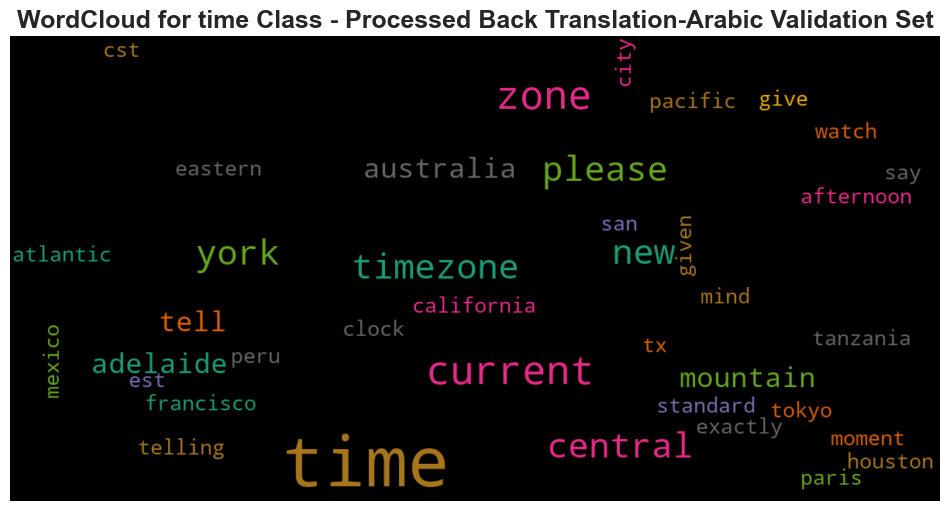 WordCloud for time Class - Processed Back Translation-Arabic Validation Set
cst
city
zone
pacific
give
watch
eastern
australia
please
say
afternoon
san
given
atlantic
york
timezone
new
mind
california
tell
clock
tanzania
mexico
adelaide
peru
tx
est
current
mountain
francisco
standard
tokyo
exactly
telling
time
central
moment
houston
paris